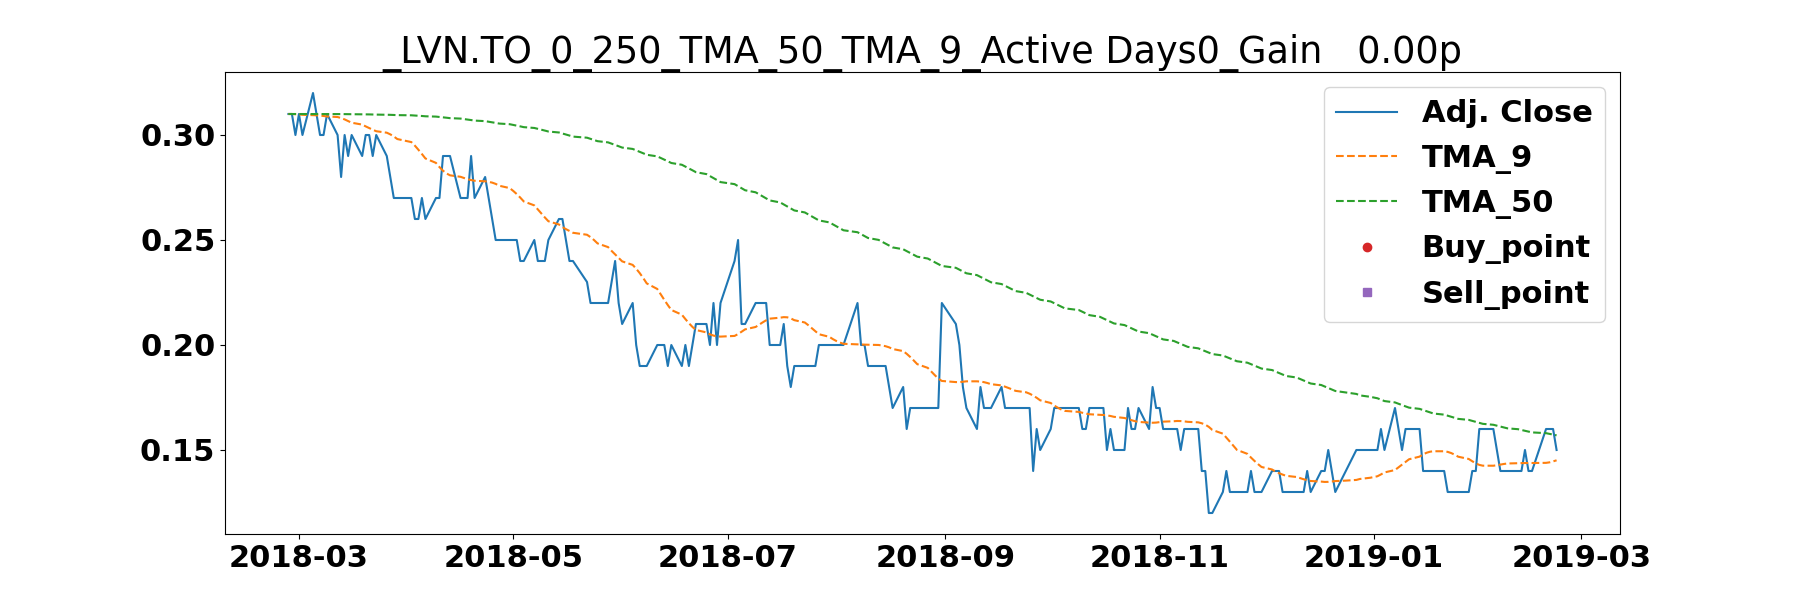 _LVN.TO_0_250_TMA_50_TMA_9_Active Days0_Gain   0.00p
0.30
0.25
0.20
0.15
Adj. Close
TMA_9
TMA_50
Buy_point
Sell_point
2018-03 2018-05 2018-07 2018-09 2018-11 2019-01 2019-03